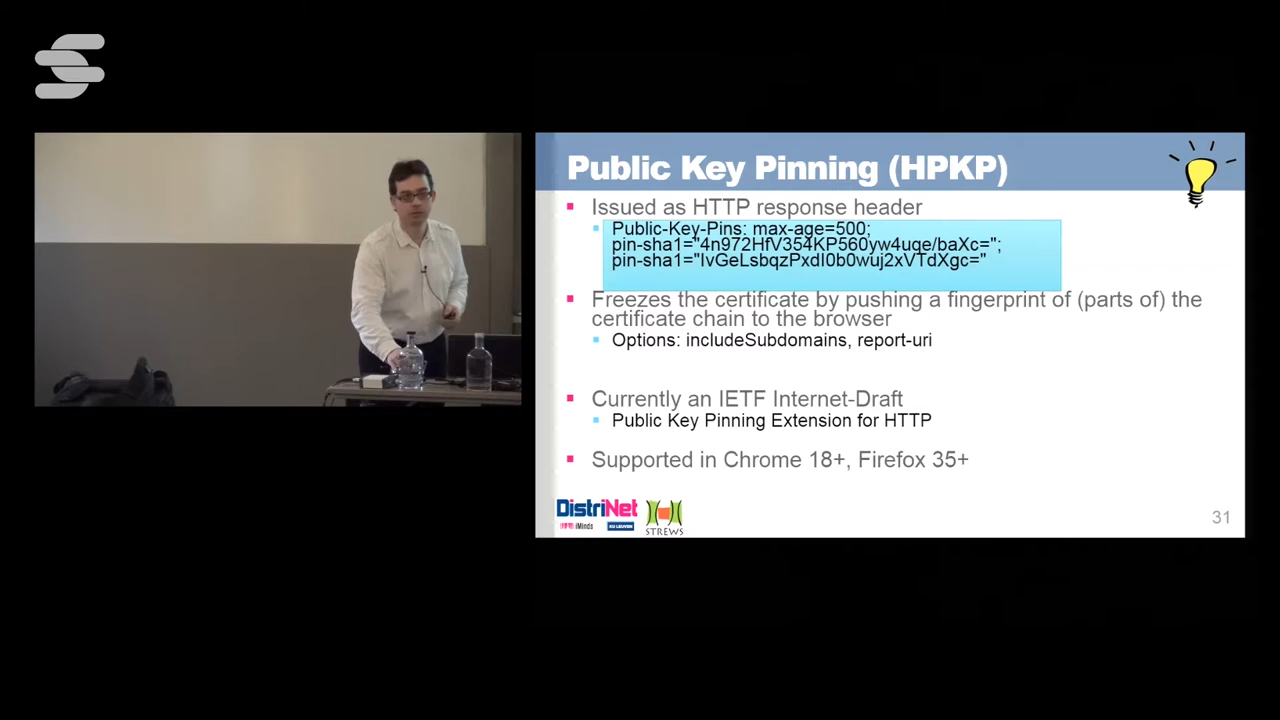 Public Key Pinning (HPKP)
Issued as HTTP response header
Public-Key-Pins: max-age=500;
pin-sha1="4n972HfV354KP560yw4uqe/baXc=";
pin-sha1="IvGeLsbqzPxdI0b0wuj2xVTdXgc="
Freezes the certificate by pushing a fingerprint of (parts of) the
certificate chain to the browser
Options: includeSubdomains, report-uri
Currently an IETF Internet-Draft
Public Key Pinning Extension for HTTP
Supported in Chrome 18+, Firefox 35+
DistriNet
iMinds
KU LEUVEN
STREWS
31